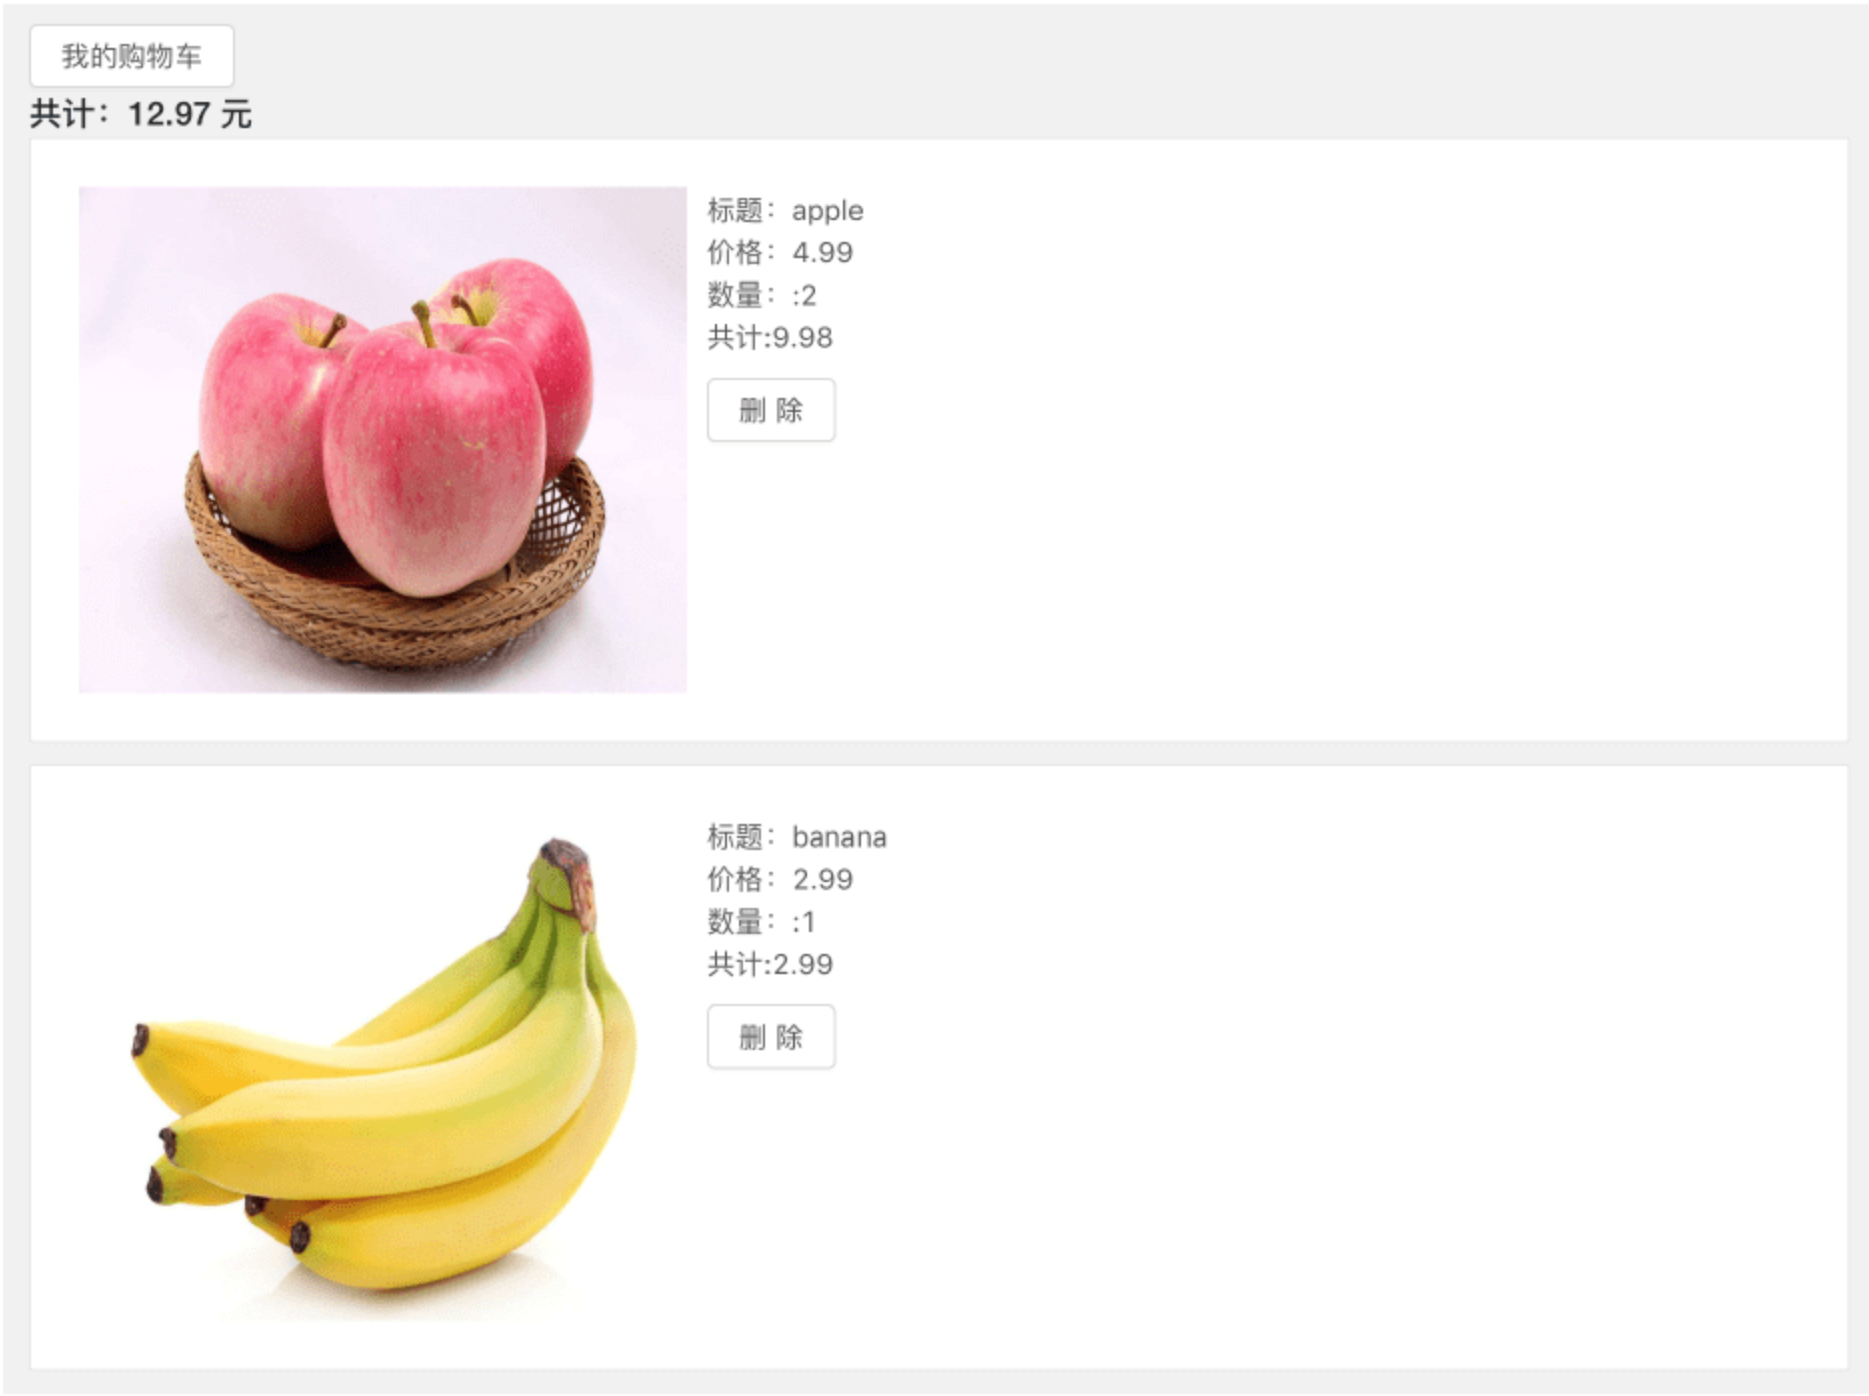 我的购物车
共计：12.97 元
标题：apple
价格：4.99
数量：:2
共计:9.98
删 除
标题：banana
价格：2.99
数量：:1
共计:2.99
删 除